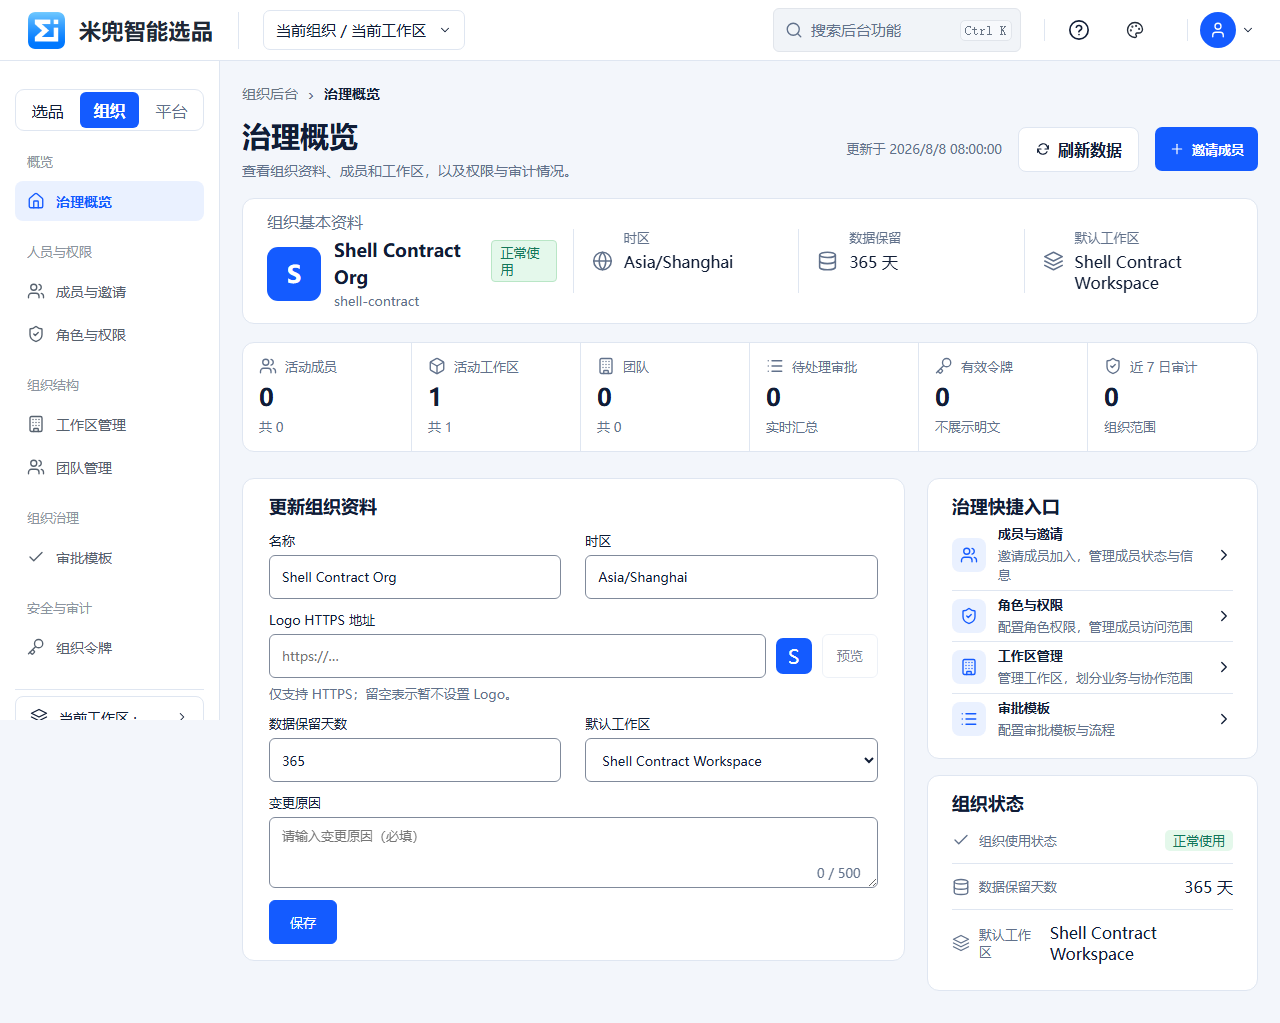 米兜智能选品
当前组织 / 当前工作区
搜索后台功能
Ctrl K
选品
组织
平台
概览
治理概览
人员与权限
成员与邀请
角色与权限
组织结构
工作区管理
团队管理
组织治理
审批模板
安全与审计
组织令牌
组织后台 › 治理概览
治理概览
查看组织资料、成员和工作区，以及权限与审计情况。
更新于 2026/8/8 08:00:00
刷新数据
邀请成员
组织基本资料
S
Shell Contract
Org
shell-contract
正常使
用
时区
Asia/Shanghai
数据保留
365 天
默认工作区
Shell Contract
Workspace
活动成员
0
共 0
活动工作区
1
共 1
团队
0
共 0
待处理审批
0
实时汇总
有效令牌
0
不展示明文
近 7 日审计
0
组织范围
更新组织资料
名称
Shell Contract Org
时区
Asia/Shanghai
Logo HTTPS 地址
https://...
S
预览
仅支持 HTTPS；留空表示暂不设置 Logo。
数据保留天数
365
默认工作区
Shell Contract Workspace
变更原因
请输入变更原因（必填）
0 / 500
保存
治理快捷入口
成员与邀请
邀请成员加入，管理成员状态与信
息
角色与权限
配置角色权限，管理成员访问范围
工作区管理
管理工作区，划分业务与协作范围
审批模板
配置审批模板与流程
组织状态
组织使用状态
正常使用
数据保留天数
365 天
默认工作
区
Shell Contract
Workspace